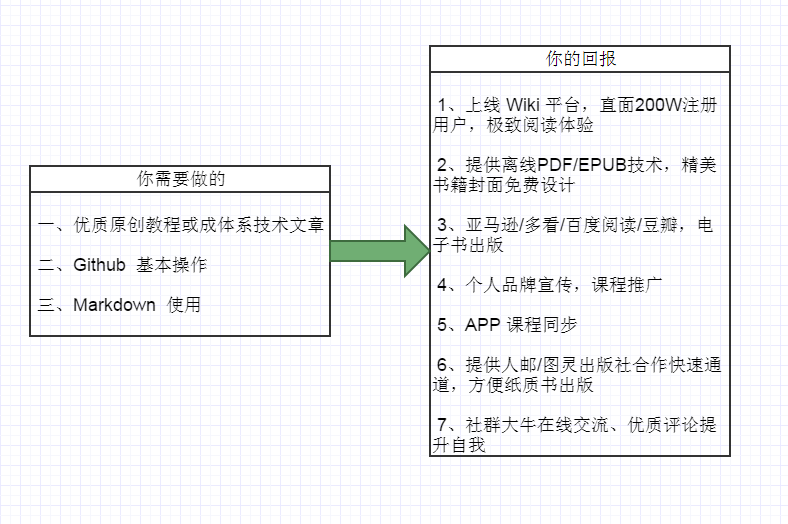 你需要做的
一、优质原创教程或成体系技术文章
二、Github 基本操作
三、Markdown 使用
你的回报
1、上线 Wiki 平台，直面200W注册
用户，极致阅读体验
2、提供离线PDF/EPUB技术，精美
书籍封面免费设计
3、亚马逊/多看/百度阅读/豆瓣，电
子书出版
4、个人品牌宣传，课程推广
5、APP 课程同步
6、提供人邮/图灵出版社合作快速通
道，方便纸质书出版
7、社群大牛在线交流、优质评论提
升自我